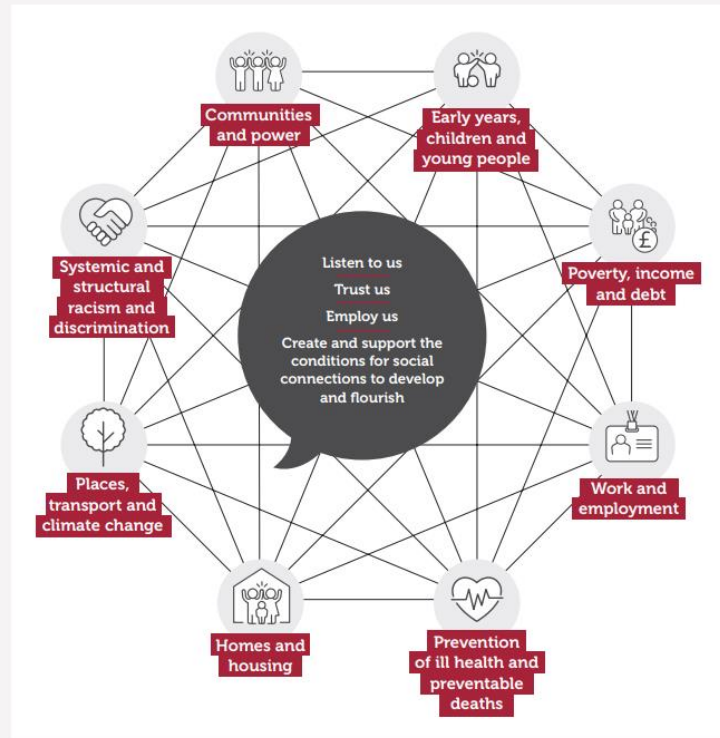 Communities
and power
Early years,
children and
young people
Systemic and
structural
racism and
discrimination
Listen to us
Trust us
Employ us
Create and support the
conditions for social
connections to develop
and flourish
£
Poverty, income
and debt
Places,
transport and
climate change
Work and
employment
Homes and
housing
Prevention
of ill health and
preventable
deaths